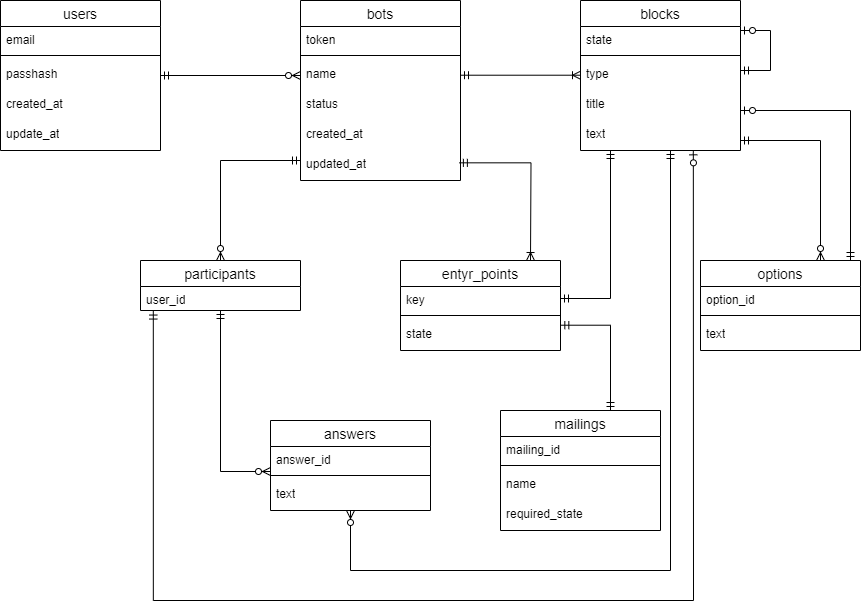 users
email
passhash
created_at
update_at
bots
token
name
status
created_at
updated_at
blocks
state
type
title
text
participants
user_id
entyr_points
key
state
options
option_id
text
answers
answer_id
text
mailings
mailing_id
name
required_state